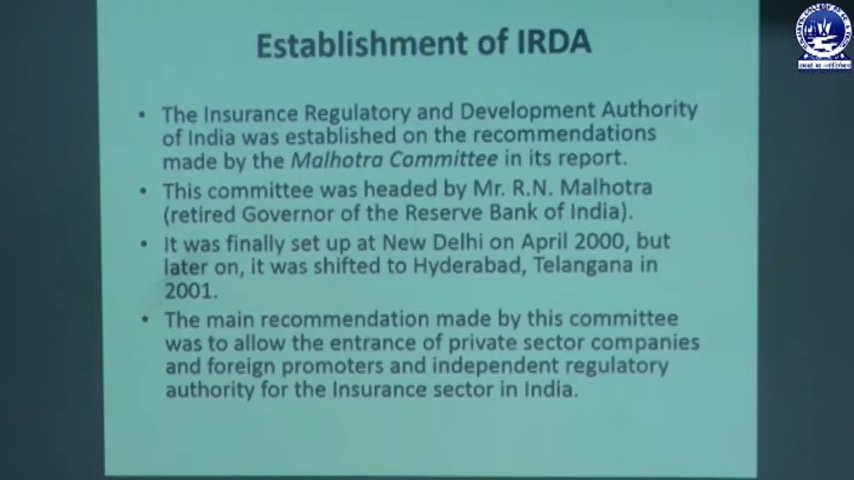 Establishment of IRDA
• The Insurance Regulatory and Development Authority
of India was established on the recommendations
made by the Malhotra Committee in its report.
• This committee was headed by Mr. R.N. Malhotra
(retired Governor of the Reserve Bank of India).
• It was finally set up at New Delhi on April 2000, but
later on, it was shifted to Hyderabad, Telangana in
2001.
• The main recommendation made by this committee
was to allow the entrance of private sector companies
and foreign promoters and independent regulatory
authority for the Insurance sector in India.